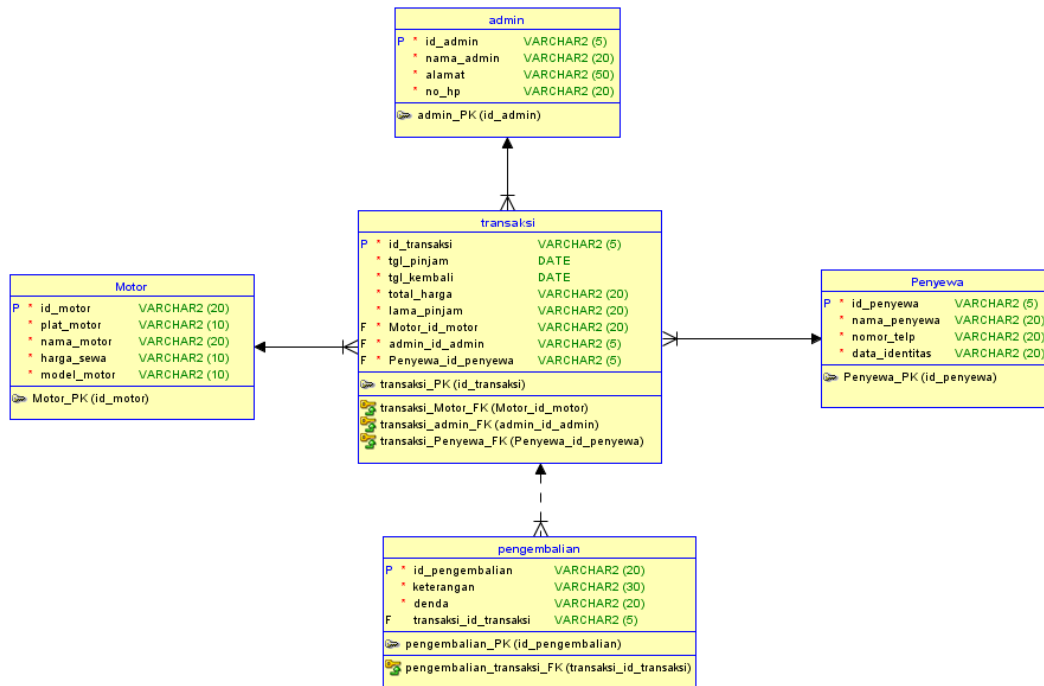 admin
P * id_admin VARCHAR2 (5)
* nama_admin VARCHAR2 (20)
* alamat VARCHAR2 (50)
* no_hp VARCHAR2 (20)
admin_PK (id_admin)
transaksi
P * id_transaksi VARCHAR2 (5)
* tgl_pinjam DATE
* tgl_kembali DATE
* total_harga VARCHAR2 (20)
* lama_pinjam VARCHAR2 (20)
F * Motor_id_motor VARCHAR2 (20)
F * admin_id_admin VARCHAR2 (5)
F * Penyewa_id_penyewa VARCHAR2 (5)
transaksi_PK (id_transaksi)
transaksi_Motor_FK (Motor_id_motor)
transaksi_admin_FK (admin_id_admin)
transaksi_Penyewa_FK (Penyewa_id_penyewa)
Motor
P * id_motor VARCHAR2 (20)
* plat_motor VARCHAR2 (10)
* nama_motor VARCHAR2 (20)
* harga_sewa VARCHAR2 (10)
* model_motor VARCHAR2 (10)
Motor_PK (id_motor)
Penyewa
P * id_penyewa VARCHAR2 (5)
* nama_penyewa VARCHAR2 (20)
* nomor_telp VARCHAR2 (20)
* data_identitas VARCHAR2 (20)
Penyewa_PK (id_penyewa)
pengembalian
P * id_pengembalian VARCHAR2 (20)
* keterangan VARCHAR2 (30)
* denda VARCHAR2 (20)
F transaksi_id_transaksi VARCHAR2 (5)
pengembalian_PK (id_pengembalian)
pengembalian_transaksi_FK (transaksi_id_transaksi)